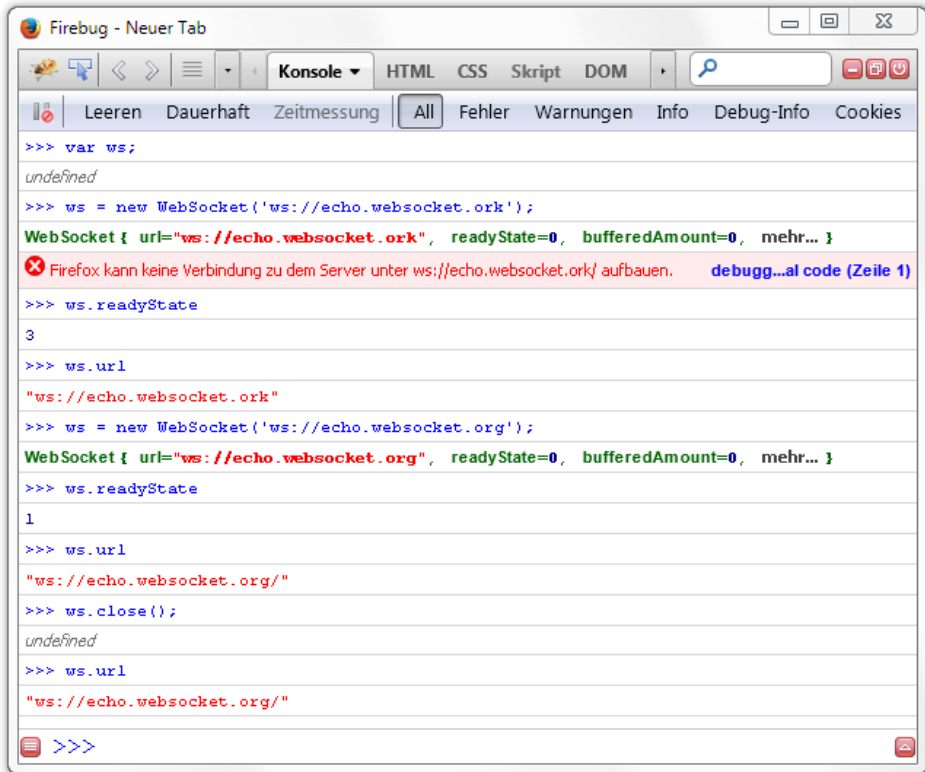 Firebug - Neuer Tab
Konsole HTML CSS Skript DOM
Leeren Dauerhaft Zeitmessung All Fehler Warnungen Info Debug-Info Cookies
>>> var ws;
undefined
>>> ws = new WebSocket('ws://echo.websocket.ork');
WebSocket { url="ws://echo.websocket.ork", readyState=0, bufferedAmount=0, mehr... }
Firefox kann keine Verbindung zu dem Server unter ws://echo.websocket.ork/ aufbauen. debugg...al code (Zeile 1)
>>> ws.readyState
3
>>> ws.url
"ws://echo.websocket.ork"
>>> ws = new WebSocket('ws://echo.websocket.org');
WebSocket { url="ws://echo.websocket.org", readyState=0, bufferedAmount=0, mehr... }
>>> ws.readyState
1
>>> ws.url
"ws://echo.websocket.org/"
>>> ws.close();
undefined
>>> ws.url
"ws://echo.websocket.org/"
>>>